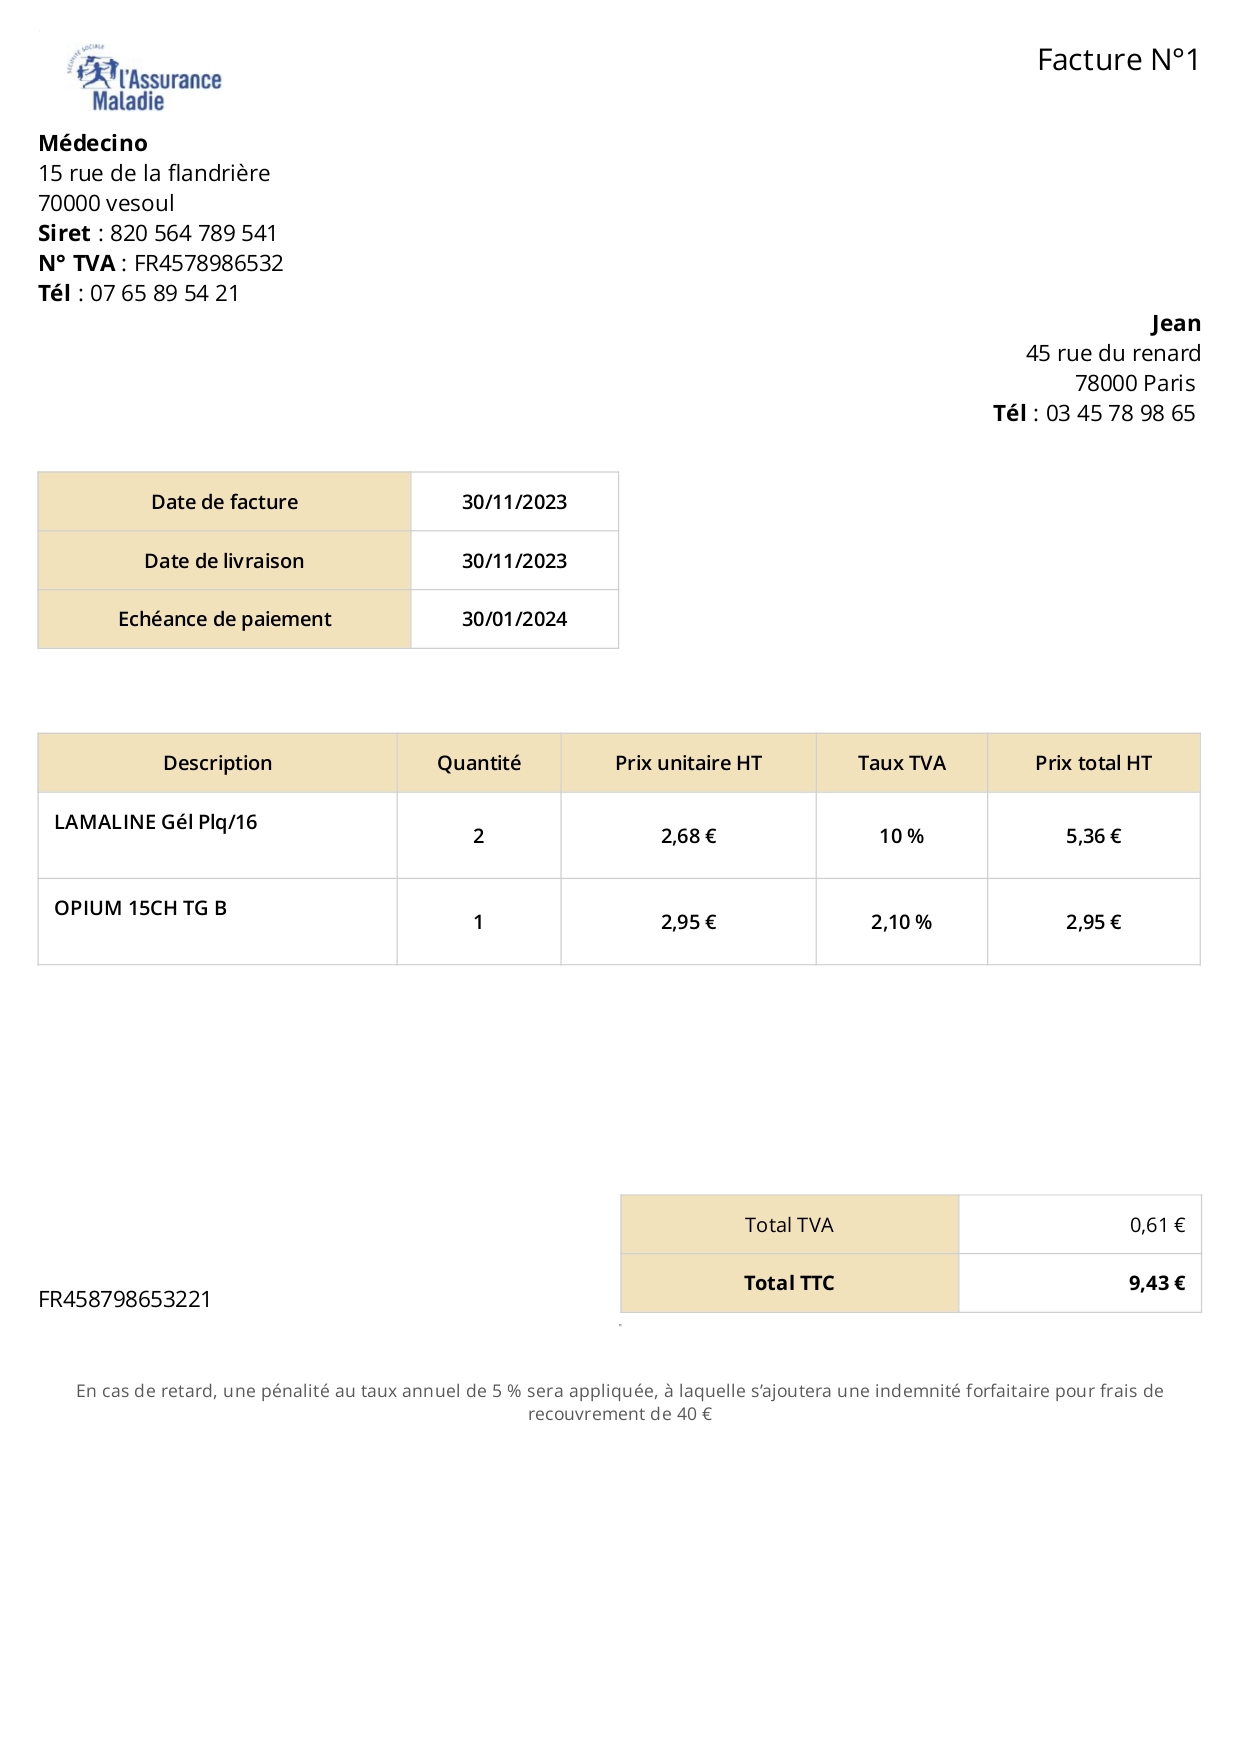 SÉCURITÉ SOCIALE
l'Assurance
Maladie
Facture N°1
Médecino
15 rue de la flandrière
70000 vesoul
Siret : 820 564 789 541
N° TVA : FR4578986532
Tél : 07 65 89 54 21
Jean
45 rue du renard
78000 Paris
Tél : 03 45 78 98 65
Date de facture 30/11/2023
Date de livraison 30/11/2023
Echéance de paiement 30/01/2024
Description Quantité Prix unitaire HT Taux TVA Prix total HT
LAMALINE Gél Plq/16 2 2,68 € 10 % 5,36 €
OPIUM 15CH TG B 1 2,95 € 2,10 % 2,95 €
Total TVA 0,61 €
Total TTC 9,43 €
FR458798653221
En cas de retard, une pénalité au taux annuel de 5 % sera appliquée, à laquelle s’ajoutera une indemnité forfaitaire pour frais de
recouvrement de 40 €